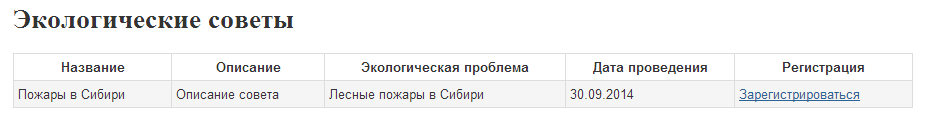 Экологические советы
Название Описание Экологическая проблема Дата проведения Регистрация
Пожары в Сибири Описание совета Лесные пожары в Сибири 30.09.2014 Зарегистрироваться